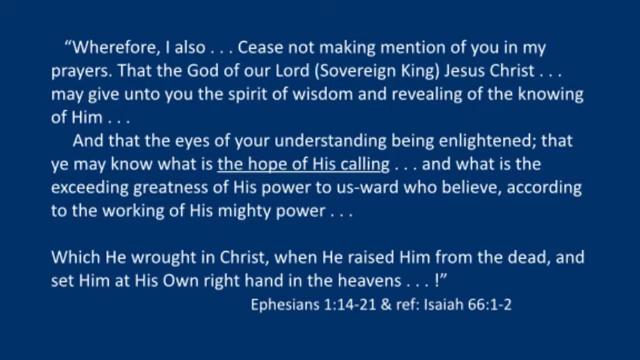 “Wherefore, I also . . . Cease not making mention of you in my
prayers. That the God of our Lord (Sovereign King) Jesus Christ . . .
may give unto you the spirit of wisdom and revealing of the knowing
of Him . . .
And that the eyes of your understanding being enlightened; that
ye may know what is the hope of His calling . . . and what is the
exceeding greatness of His power to us-ward who believe, according
to the working of His mighty power . . .
Which He wrought in Christ, when He raised Him from the dead, and
set Him at His Own right hand in the heavens . . . !”
Ephesians 1:14-21 & ref: Isaiah 66:1-2